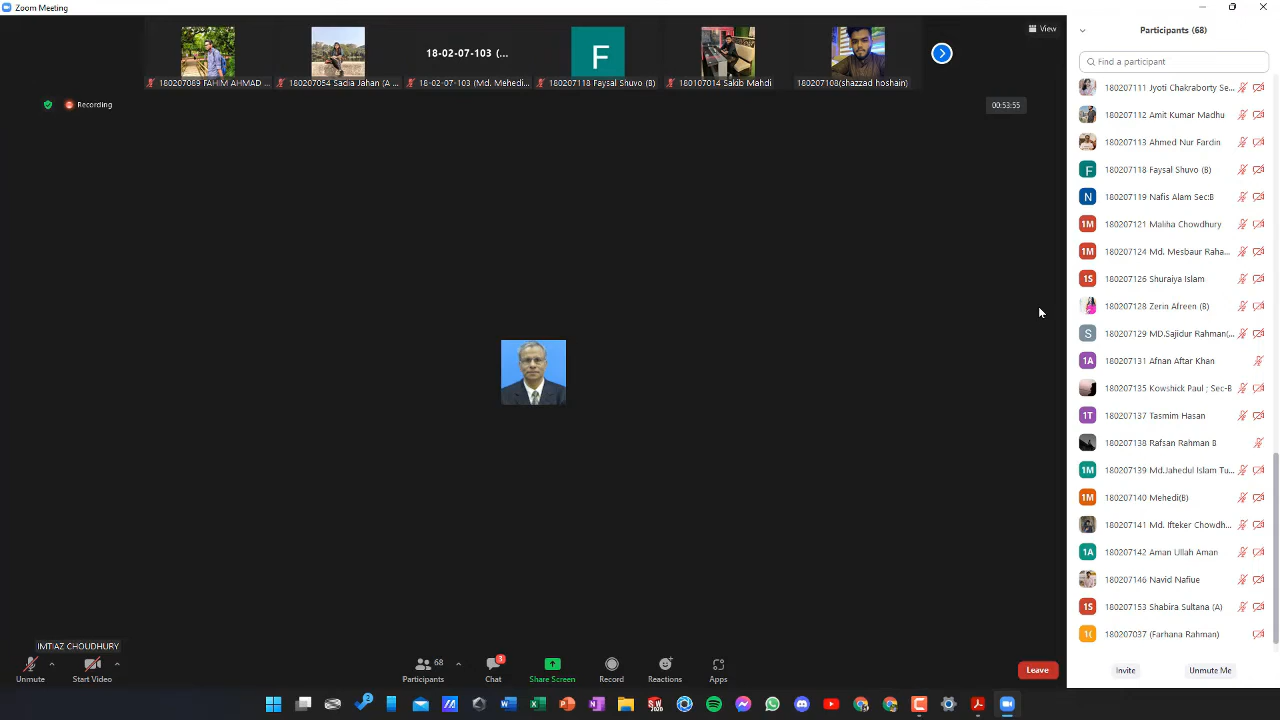 Zoom Meeting
View
Participants (68)
18-02-07-103 (...
F
180207089 FAHIM AHMAD ...
180207054 Sadia Jahan (A ...
18-02-07-103 (Md. Mehedi...
180207118 Faysal Shuvo (B)
180107014 Sakib Mahdi
180207108(shazzad hoshain)
Find a participant
Recording
00:53:55
180207111 Jyoti Chakraborty Se...
180207112 Amit Kumar Madhu
180207113 Ahmed Nur Fardin
F 180207118 Faysal Shuvo (B)
N 180207119 Nafis Alam Sec:B
1M 180207121 Maliha Chowdhury
1M 180207124 Md. Mesbaur Raha...
1S 180207126 Shuraiya Islam
180207128 Zerin Afreen (B)
S 180207129 MD.Sajidur Rahman(...
1A 180207131 Afnan Aftar Khan
180207135 Kowshick Paul ; Sec-B
1T 180207137 Tasmim Hasan
180207138 Rafsan Rahman B
1M 180207139 Md.Jahedul Islam Tu...
1M 180207140 Mehedi(B)
180207141 Md. Ifteker Chowdh...
1A 180207142 Aman Ullah Aman
180207146 Navid Nafiue
1S 180207153 Shabira Sultana (A)
1( 180207037 (Farhana Rahman)
IMTIAZ CHOUDHURY
68
3
Unmute
Start Video
Participants
Chat
Share Screen
Record
Reactions
Apps
Leave
Invite
Unmute Me
2